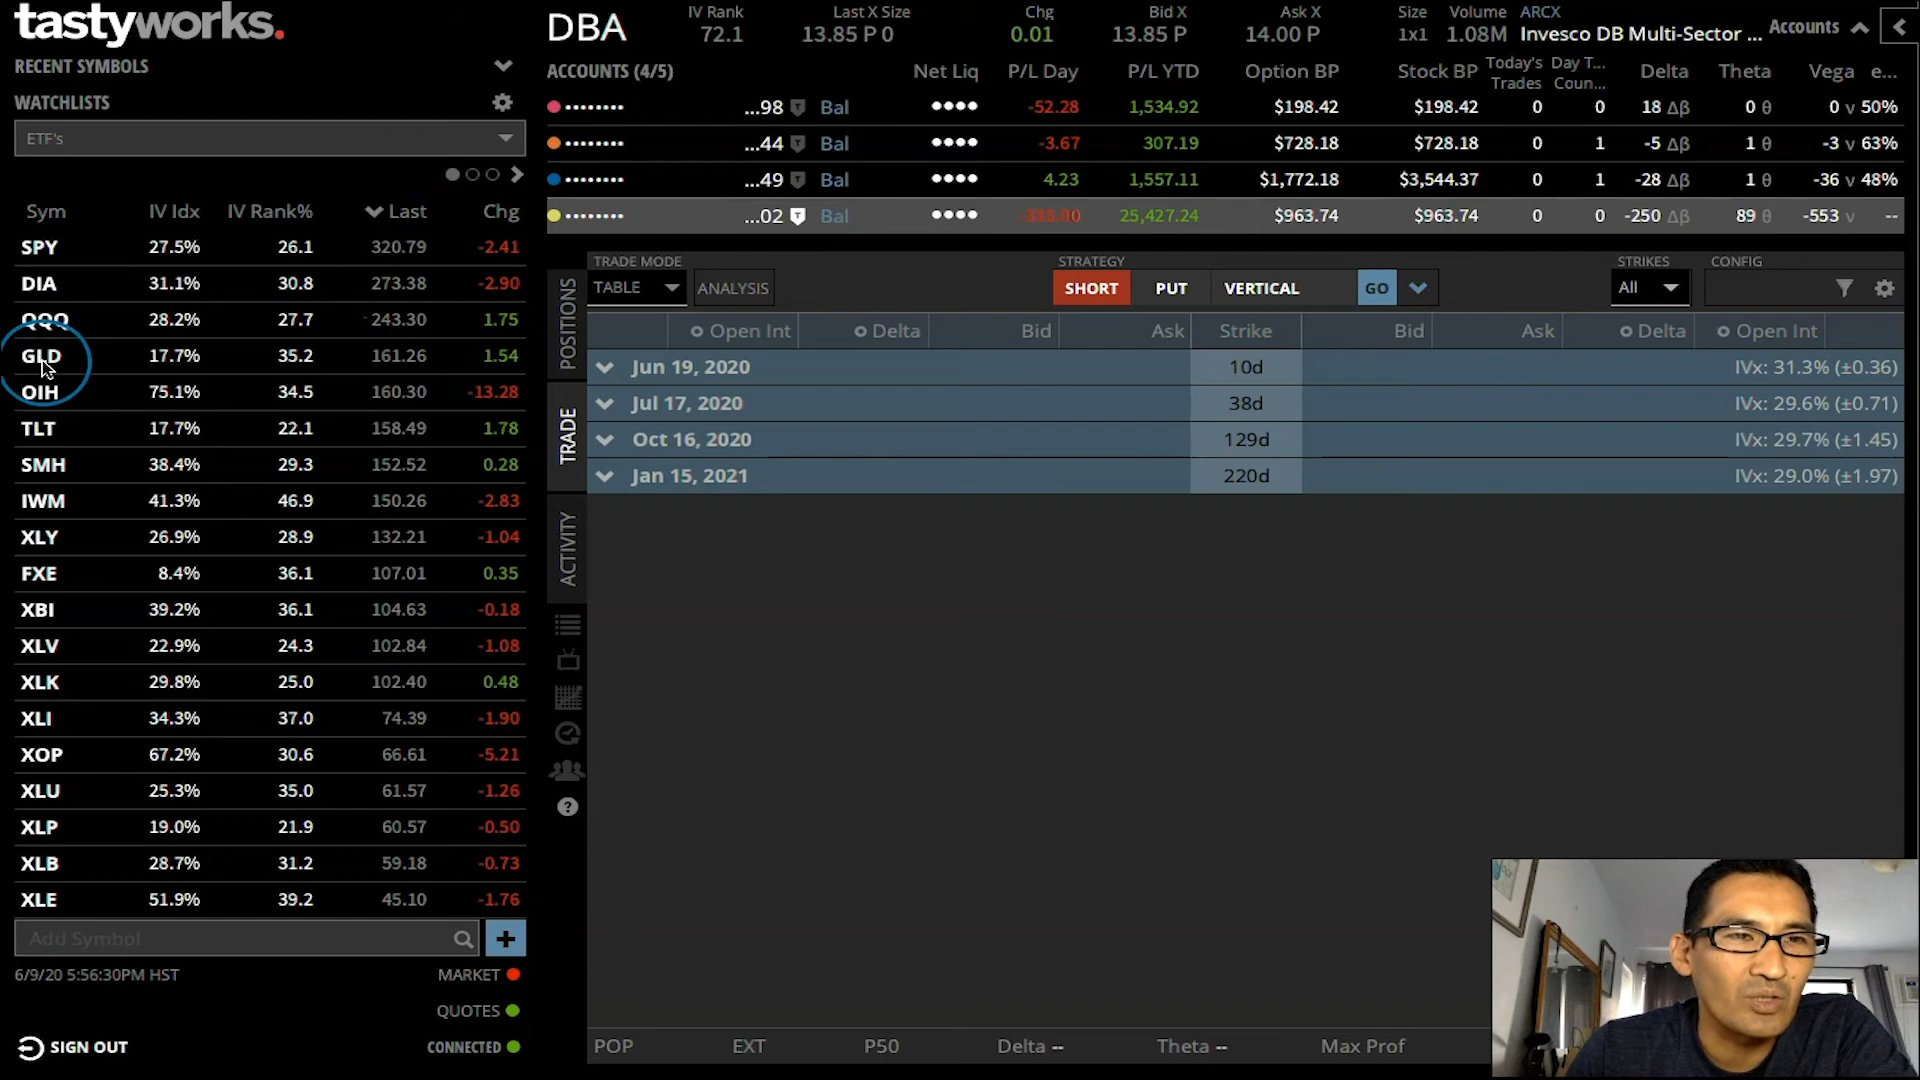 tastyworks.
RECENT SYMBOLS
WATCHLISTS
ETF's
Sym IV Idx IV Rank% Last Chg
SPY 27.5% 26.1 320.79 -2.41
DIA 31.1% 30.8 273.38 -2.90
QQQ 28.2% 27.7 243.30 1.75
GLD 17.7% 35.2 161.26 1.54
OIH 75.1% 34.5 160.30 -13.28
TLT 17.7% 22.1 158.49 1.78
SMH 38.4% 29.3 152.52 0.28
IWM 41.3% 46.9 150.26 -2.83
XLY 26.9% 28.9 132.21 -1.04
FXE 8.4% 36.1 107.01 0.35
XBI 39.2% 36.1 104.63 -0.18
XLV 22.9% 24.3 102.84 -1.08
XLK 29.8% 25.0 102.40 0.48
XLI 34.3% 37.0 74.39 -1.90
XOP 67.2% 30.6 66.61 -5.21
XLU 25.3% 35.0 61.57 -1.26
XLP 19.0% 21.9 60.57 -0.50
XLB 28.7% 31.2 59.18 -0.73
XLE 51.9% 39.2 45.10 -1.76
Add Symbol
6/9/20 5:56:30PM HST MARKET
QUOTES
SIGN OUT CONNECTED
DBA
IV Rank Last X Size Chg Bid X Ask X Size Volume ARCX
72.1 13.85 P 0 0.01 13.85 P 14.00 P 1x1 1.08M Invesco DB Multi-Sector ...
Accounts
ACCOUNTS (4/5) Net Liq P/L Day P/L YTD Option BP Stock BP Today's Trades Day T... Coun... Delta Theta Vega e...
•••••••• ...98 Bal •••• -52.28 1,534.92 $198.42 $198.42 0 0 18 Δβ 0 θ 0 v 50%
•••••••• ...44 Bal •••• -3.67 307.19 $728.18 $728.18 0 1 -5 Δβ 1 θ -3 v 63%
•••••••• ...49 Bal •••• 4.23 1,557.11 $1,772.18 $3,544.37 0 1 -28 Δβ 1 θ -36 v 48%
•••••••• ...02 Bal •••• 25,427.24 $963.74 $963.74 0 0 -250 Δβ 89 θ -553 v --
POSITIONS
TRADE
ACTIVITY
TRADE MODE STRATEGY STRIKES CONFIG
TABLE ANALYSIS SHORT PUT VERTICAL GO All
Open Int Delta Bid Ask Strike Bid Ask Delta Open Int
Jun 19, 2020 10d IVx: 31.3% (±0.36)
Jul 17, 2020 38d IVx: 29.6% (±0.71)
Oct 16, 2020 129d IVx: 29.7% (±1.45)
Jan 15, 2021 220d IVx: 29.0% (±1.97)
POP EXT P50 Delta -- Theta -- Max Prof